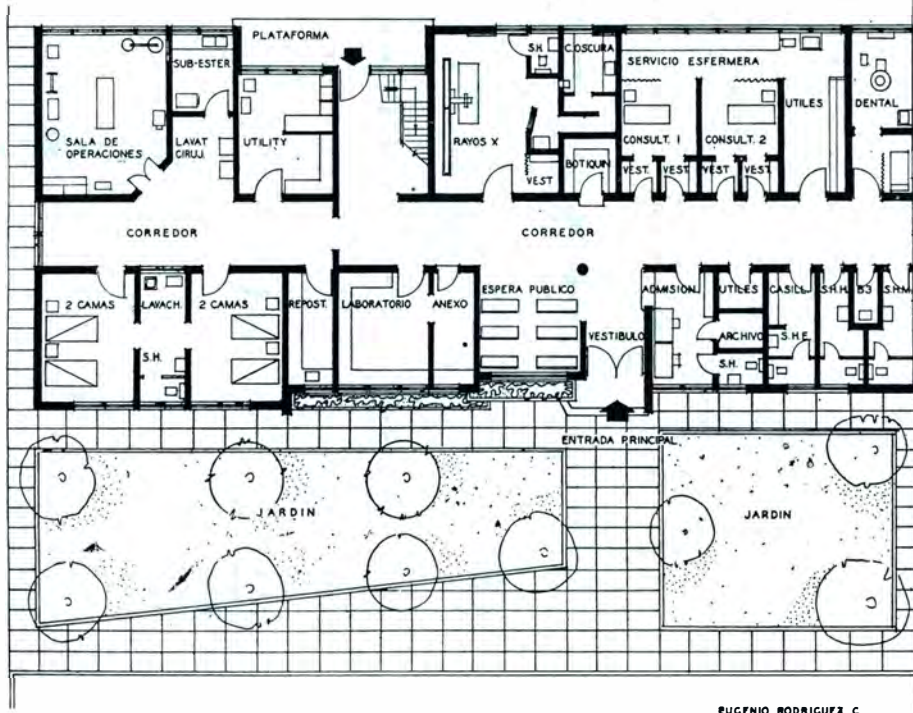 PLATAFORMA
SUB-ESTER
S.H.
C.OSCURA
SERVICIO ESFERMERA
SALA DE
OPERACIONES
LAVAT
CIRUJ.
UTILITY
RAYOS X
CONSULT. 1
CONSULT. 2
UTILES
DENTAL
VEST
BOTIQUIN
VEST.
VEST.
VEST
VEST.
CORREDOR
CORREDOR
2 CAMAS
LAVACH.
2 CAMAS
REPOST.
LABORATORIO
ANEXO
ESPERA PUBLICO
ADMISION.
UTILES
CASILL.
S.H.H.
B3
S.H.M.
VESTIBULO
ARCHIVO
S.H.E.
S.H.
S.H.
ENTRADA PRINCIPAL
JARDIN
JARDIN
EUGENIO RODRIGUEZ C.